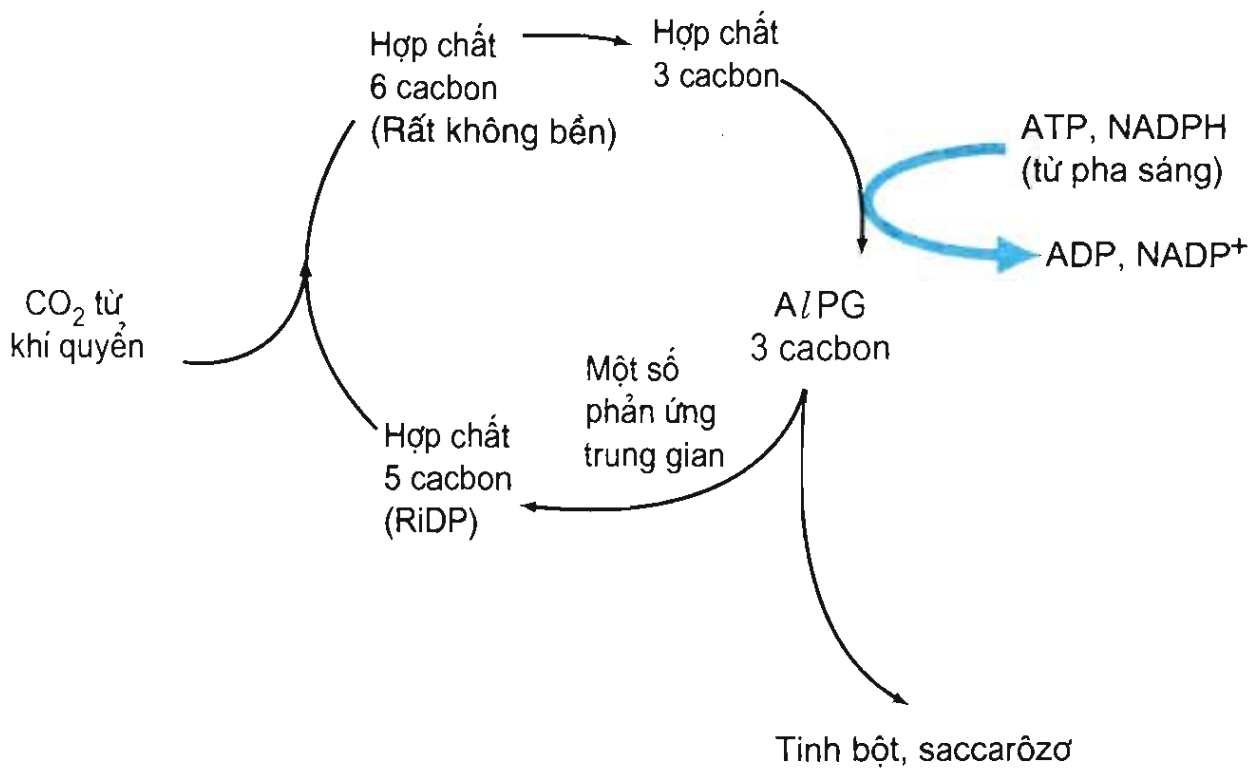 Hợp chất
6 cacbon
(Rất không bền)
Hợp chất
3 cacbon
ATP, NADPH
(từ pha sáng)
ADP, NADP⁺
CO₂ từ
khí quyển
AlPG
3 cacbon
Một số
phản ứng
trung gian
Hợp chất
5 cacbon
(RiDP)
Tinh bột, saccarôzơ